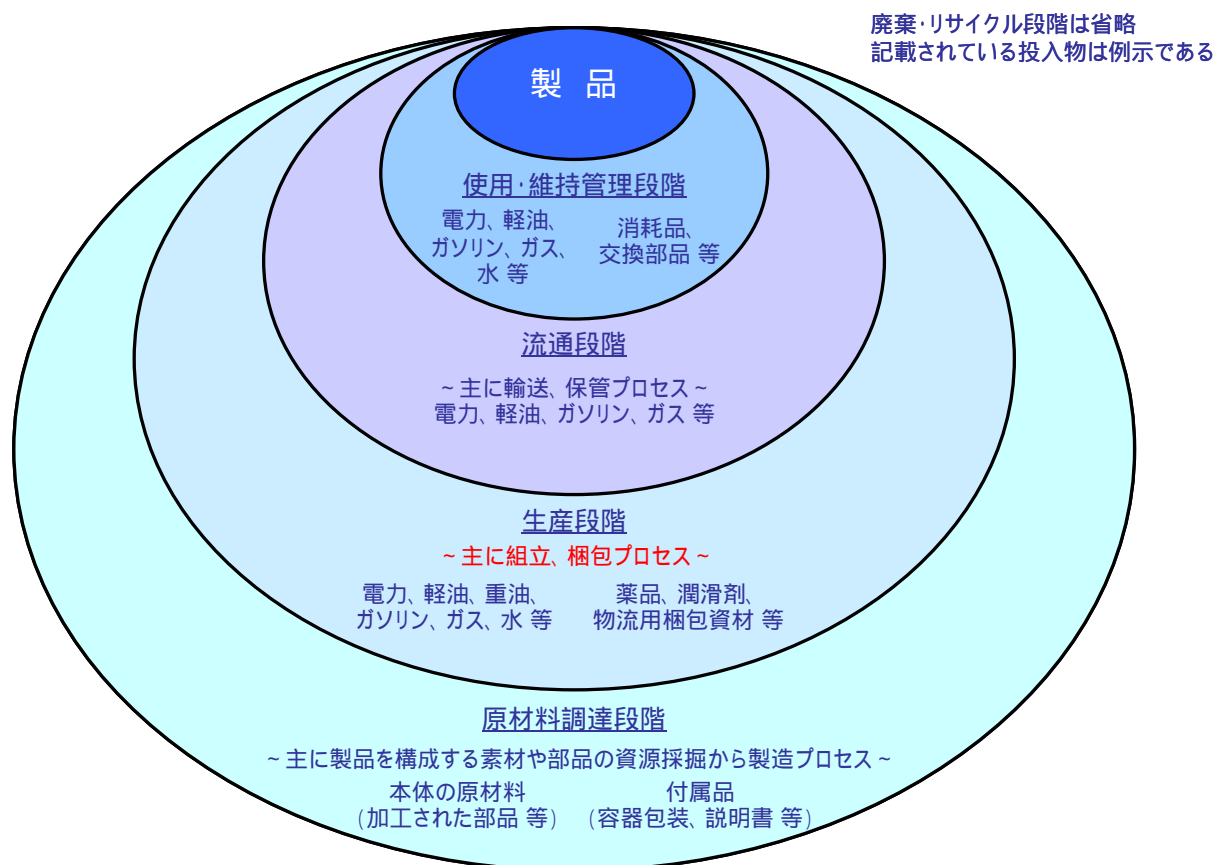 廃棄・リサイクル段階は省略
記載されている投入物は例示である
製 品
使用・維持管理段階
電力、軽油、
ガソリン、ガス、
水 等
消耗品、
交換部品 等
流通段階
~ 主に輸送、保管プロセス ~
電力、軽油、ガソリン、ガス 等
生産段階
~ 主に組立、梱包プロセス ~
電力、軽油、重油、
ガソリン、ガス、水 等
薬品、潤滑剤、
物流用梱包資材 等
原材料調達段階
~ 主に製品を構成する素材や部品の資源採掘から製造プロセス ~
本体の原材料
(加工された部品 等)
付属品
(容器包装、説明書 等)